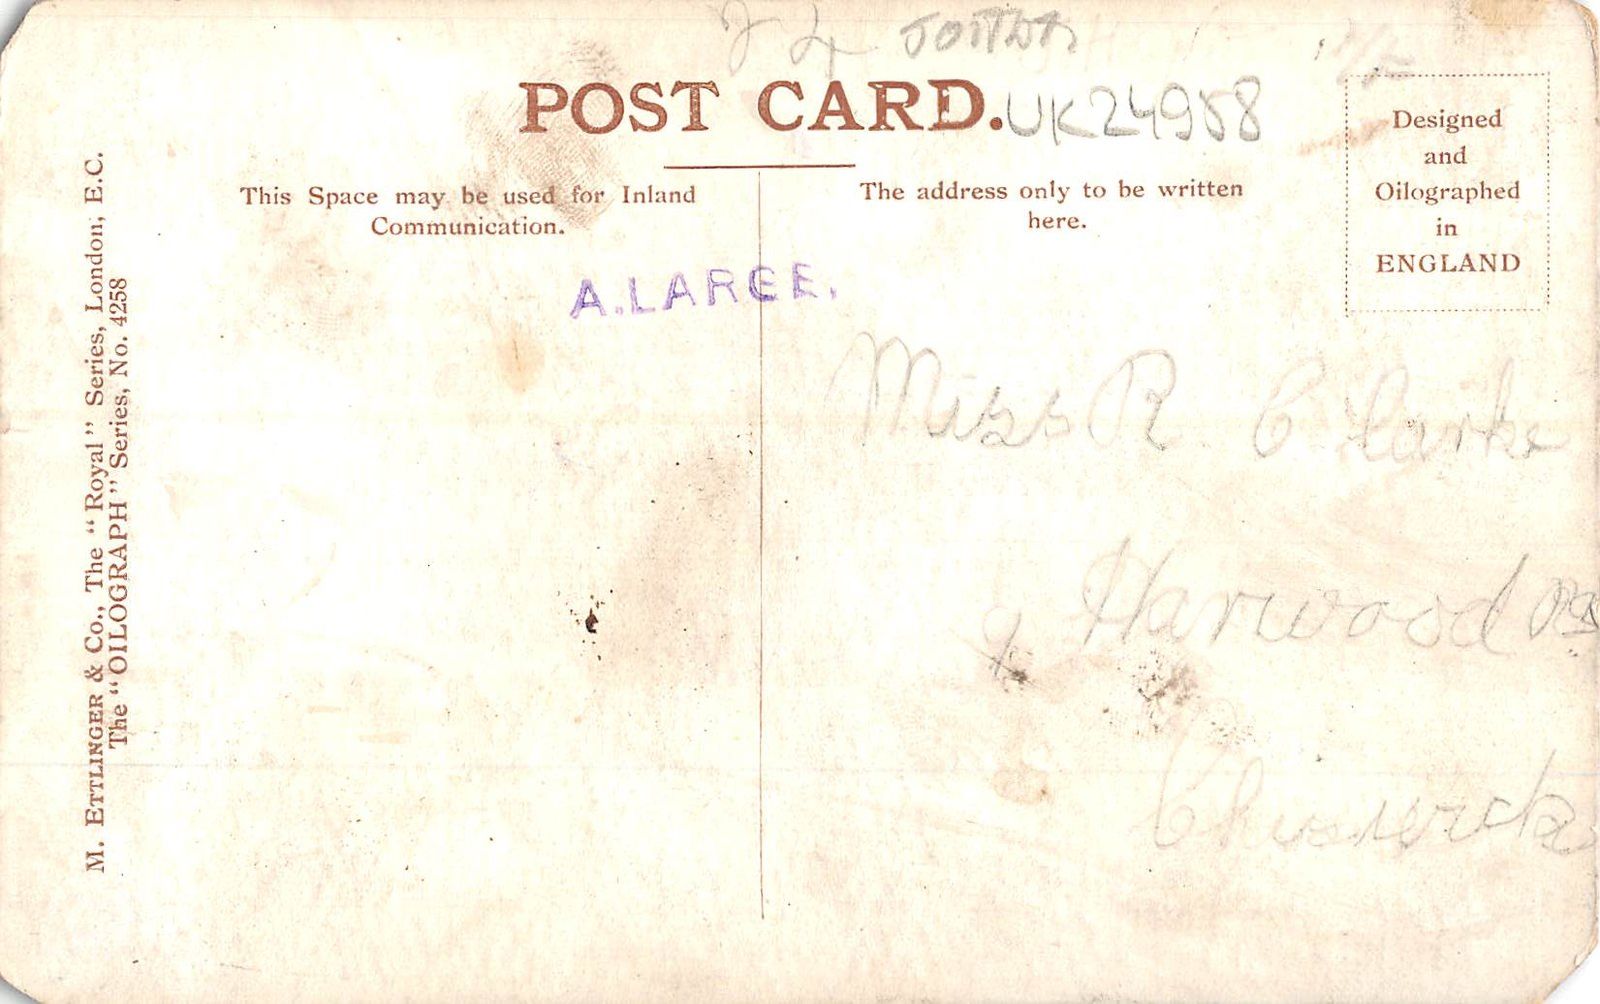 POST CARD.
UK24958
This Space may be used for Inland
Communication.
The address only to be written
here.
Designed
and
Oilographed
in
ENGLAND
A.LARGE.
Miss R Clarke
Harwood Rd
M. ETTLINGER & Co., The "Royal" Series, London, E.C.
The "OILOGRAPH" Series, No. 4258